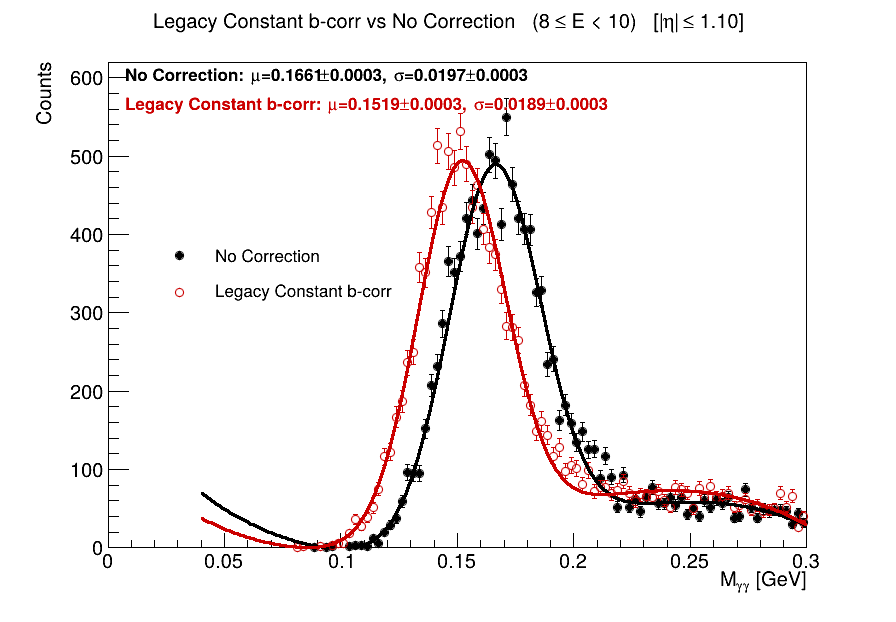 Legacy Constant b-corr vs No Correction (8 ≤ E < 10) [|η| ≤ 1.10]
Counts
No Correction: μ=0.1661±0.0003, σ=0.0197±0.0003
Legacy Constant b-corr: μ=0.1519±0.0003, σ=0.0189±0.0003
600
500
400
300
200
100
0
No Correction
Legacy Constant b-corr
0 0.05 0.1 0.15 0.2 0.25 0.3
Mγγ [GeV]